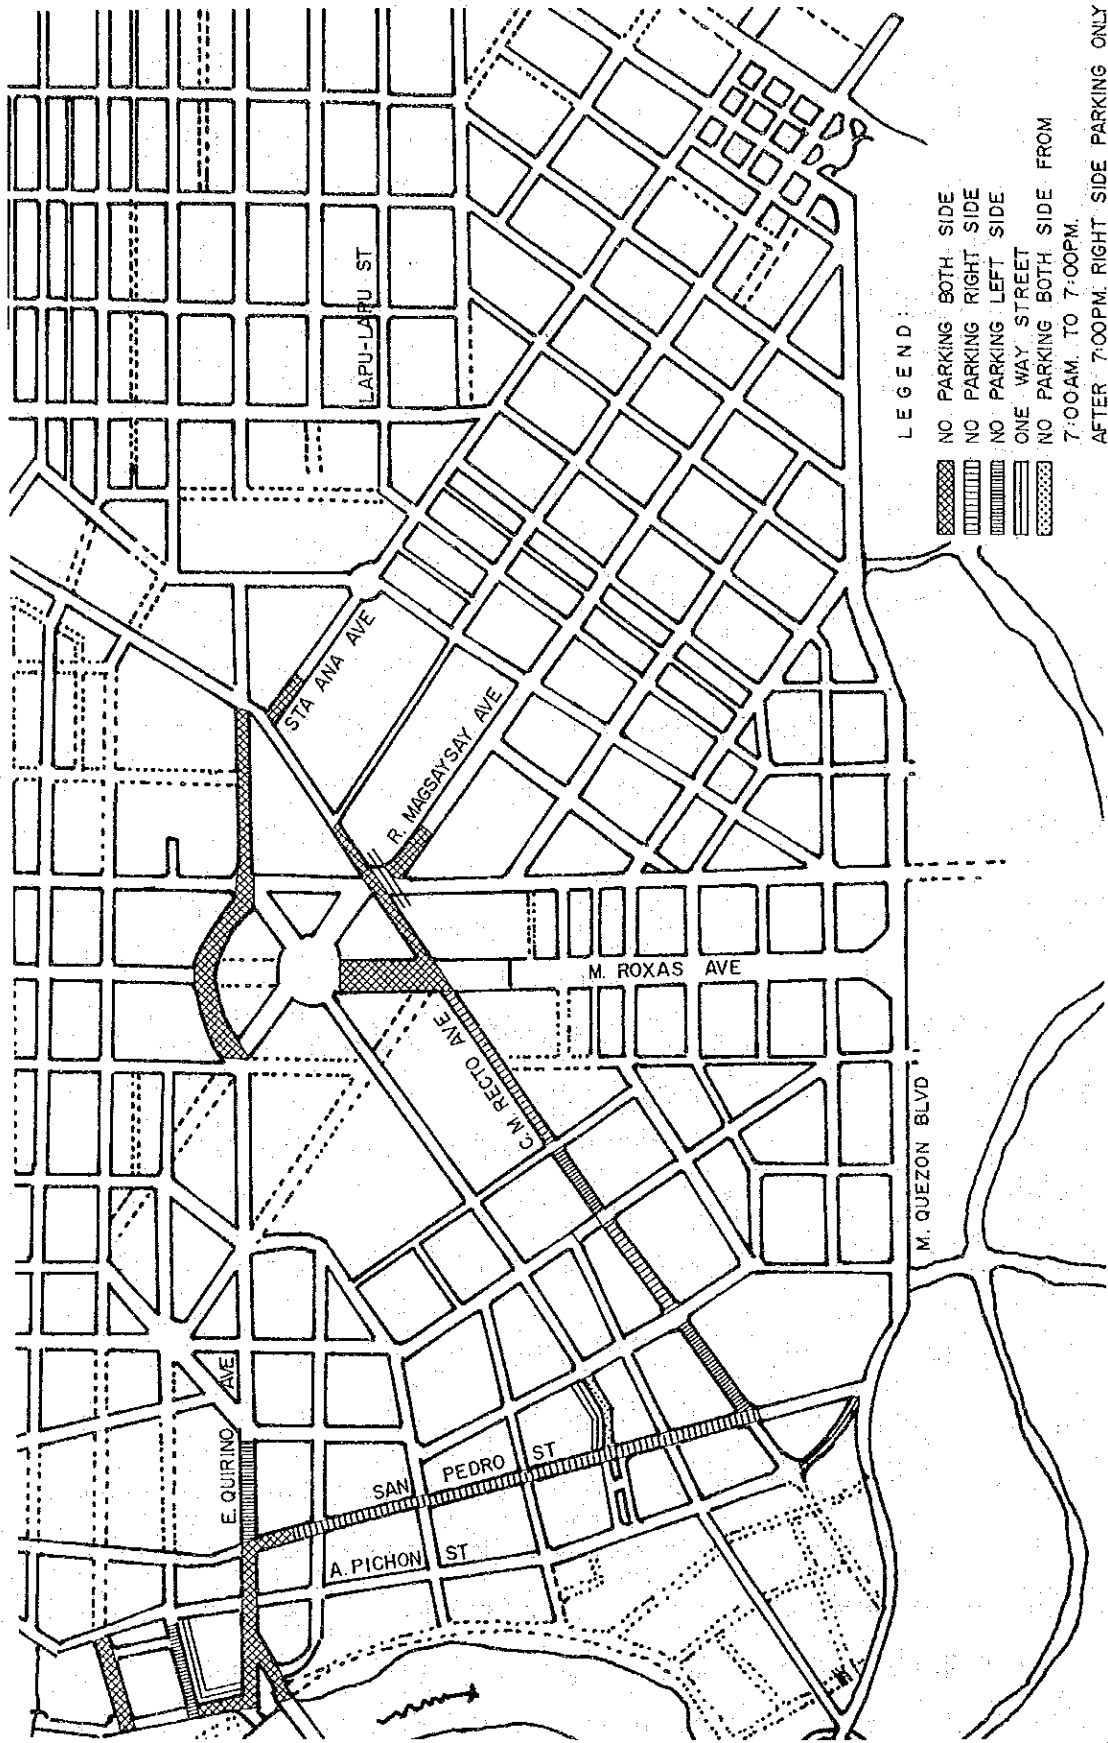 LAPU-LAPU ST
STA ANA AVE
R. MAGSAYSAY AVE
M. ROXAS AVE
C.M. RECTO AVE
M. QUEZON BLVD
E. QUIRINO AVE
SAN PEDRO ST
A. PICHON ST
LEGEND:
NO PARKING BOTH SIDE
NO PARKING RIGHT SIDE
NO PARKING LEFT SIDE
ONE WAY STREET
NO PARKING BOTH SIDE FROM
7:00AM. TO 7:00PM.
AFTER 7:00PM. RIGHT SIDE PARKING ONLY